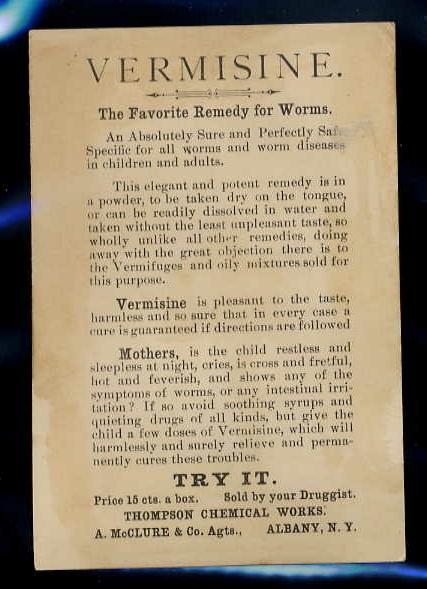 VERMISINE.
The Favorite Remedy for Worms.
An Absolutely Sure and Perfectly Safe
Specific for all worms and worm diseases
in children and adults.
This elegant and potent remedy is in
a powder, to be taken dry on the tongue,
or can be readily dissolved in water and
taken without the least unpleasant taste, so
wholly unlike all other remedies, doing
away with the great objection there is to
the Vermifuges and oily mixtures sold for
this purpose.
Vermisine is pleasant to the taste,
harmless and so sure that in every case a
cure is guaranteed if directions are followed
Mothers, is the child restless and
sleepless at night, cries, is cross and fretful,
hot and feverish, and shows any of the
symptoms of worms, or any intestinal irri-
tation? If so avoid soothing syrups and
quieting drugs of all kinds, but give the
child a few doses of Vermisine, which will
harmlessly and surely relieve and perma-
nently cures these troubles.
TRY IT.
Price 15 cts. a box. Sold by your Druggist.
THOMPSON CHEMICAL WORKS.
A. McCLURE & Co. Agts., ALBANY, N. Y.